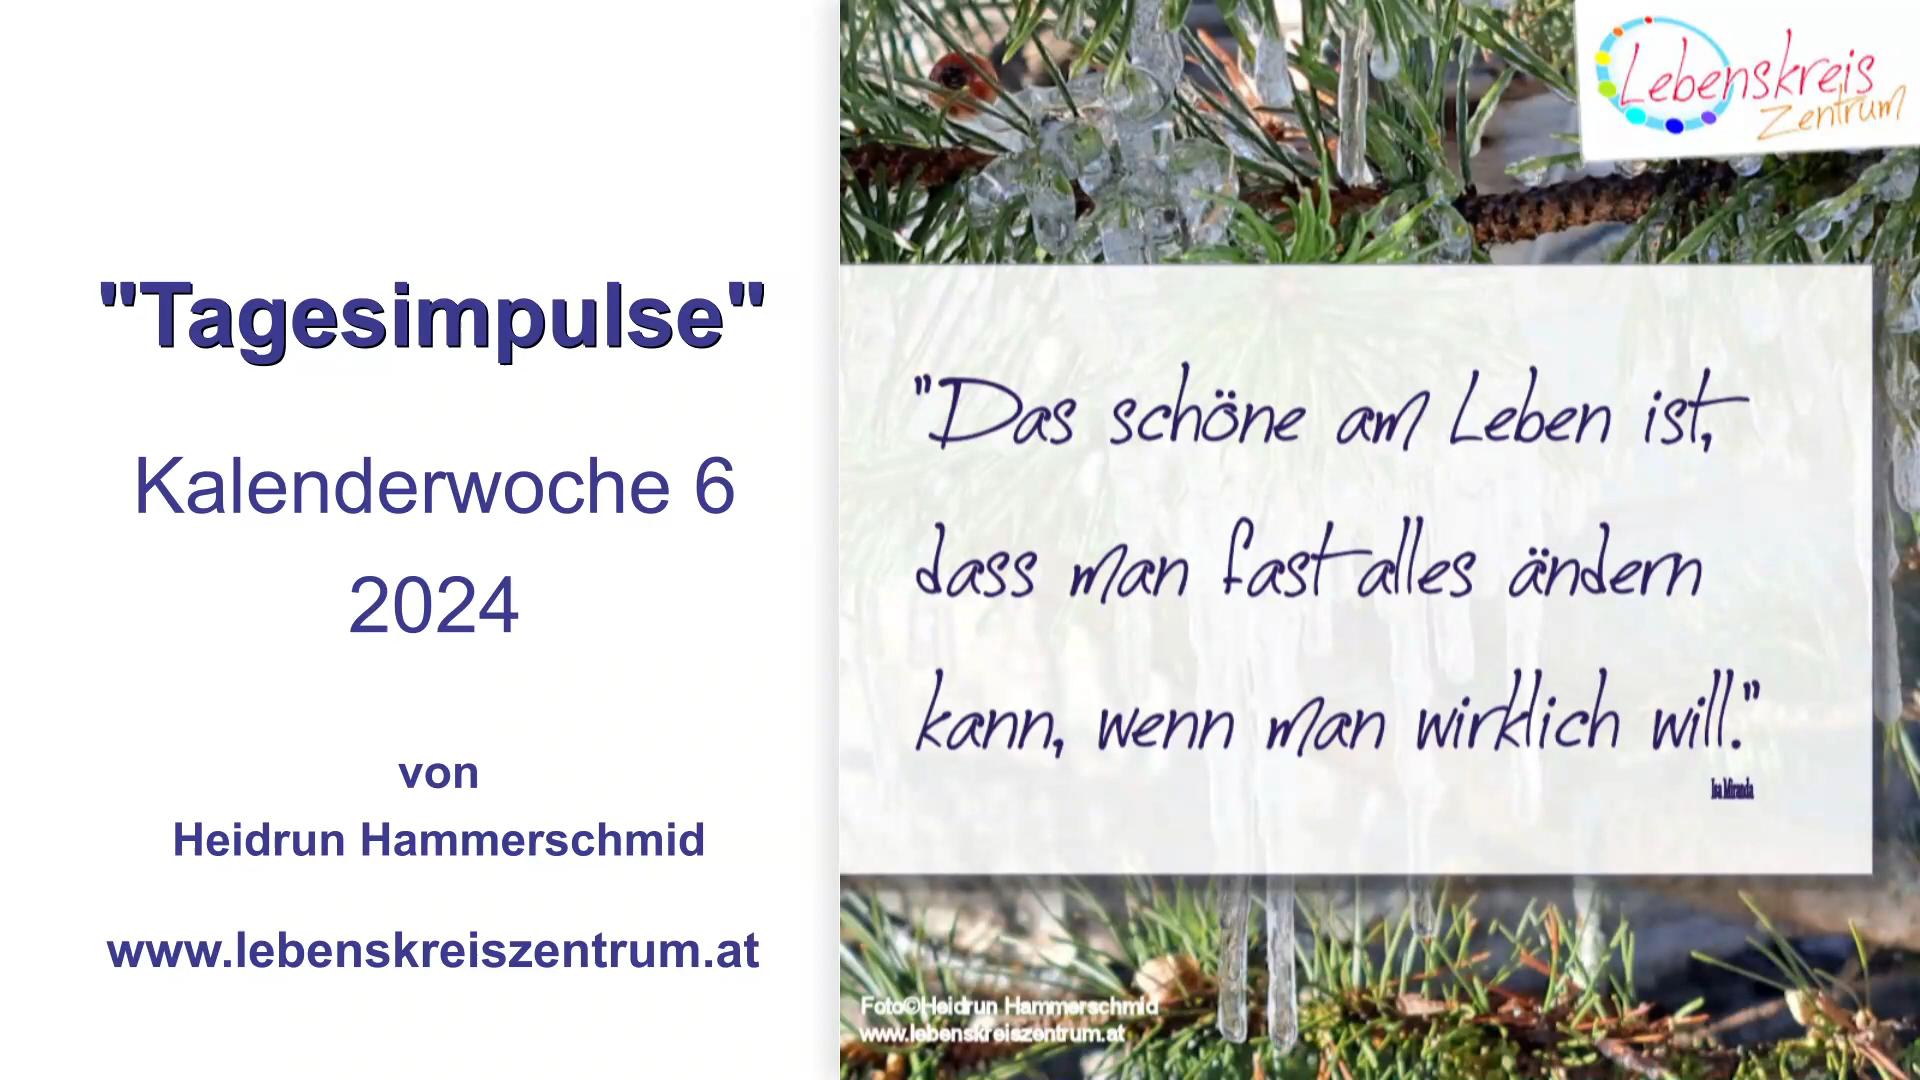 "Tagesimpulse"
Kalenderwoche 6
2024
von
Heidrun Hammerschmid
www.lebenskreiszentrum.at
Lebenskreis
Zentrum
"Das schöne am Leben ist,
dass man fast alles ändern
kann, wenn man wirklich will."
Isa Miranda
Foto©Heidrun Hammerschmid
www.lebenskreiszentrum.at